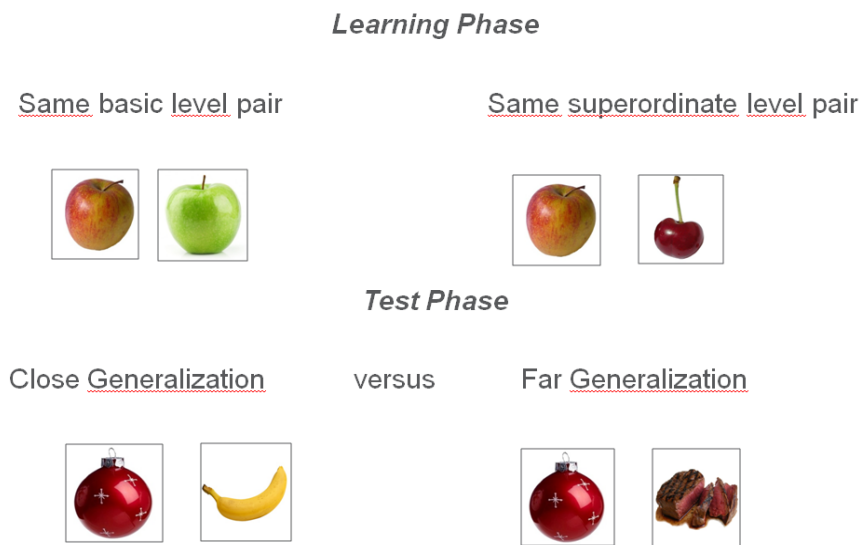 Learning Phase
Same basic level pair
Same superordinate level pair
Test Phase
Close Generalization versus Far Generalization